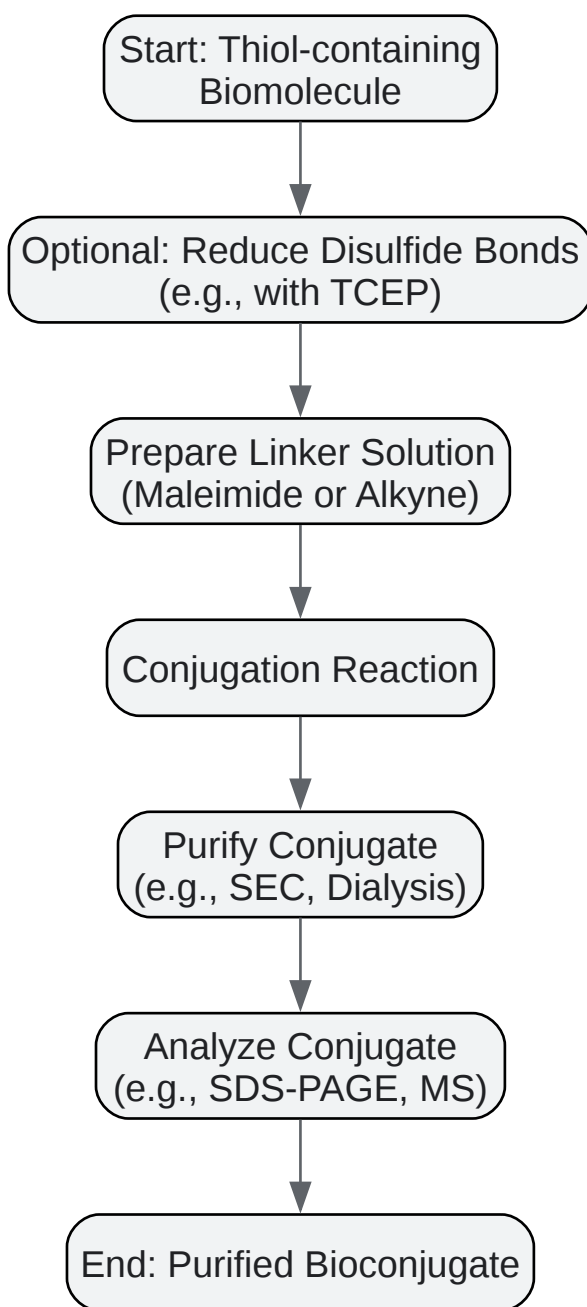 Start: Thiol-containing
Biomolecule
Optional: Reduce Disulfide Bonds
(e.g., with TCEP)
Prepare Linker Solution
(Maleimide or Alkyne)
Conjugation Reaction
Purify Conjugate
(e.g., SEC, Dialysis)
Analyze Conjugate
(e.g., SDS-PAGE, MS)
End: Purified Bioconjugate